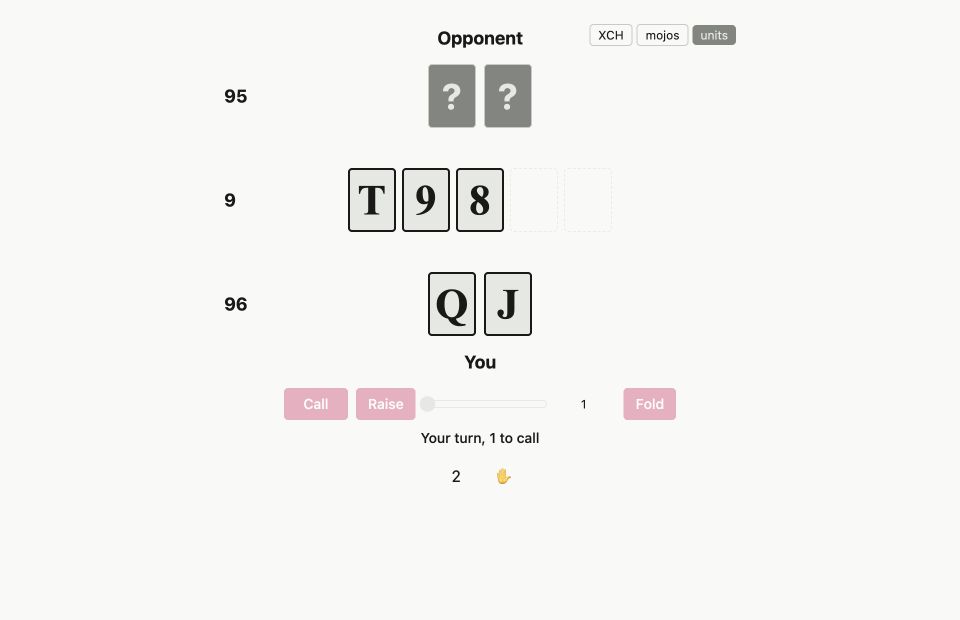 Opponent
XCH mojos units
95
? ?
9
T 9 8
96
Q J
You
Call Raise 1 Fold
Your turn, 1 to call
2 ✋